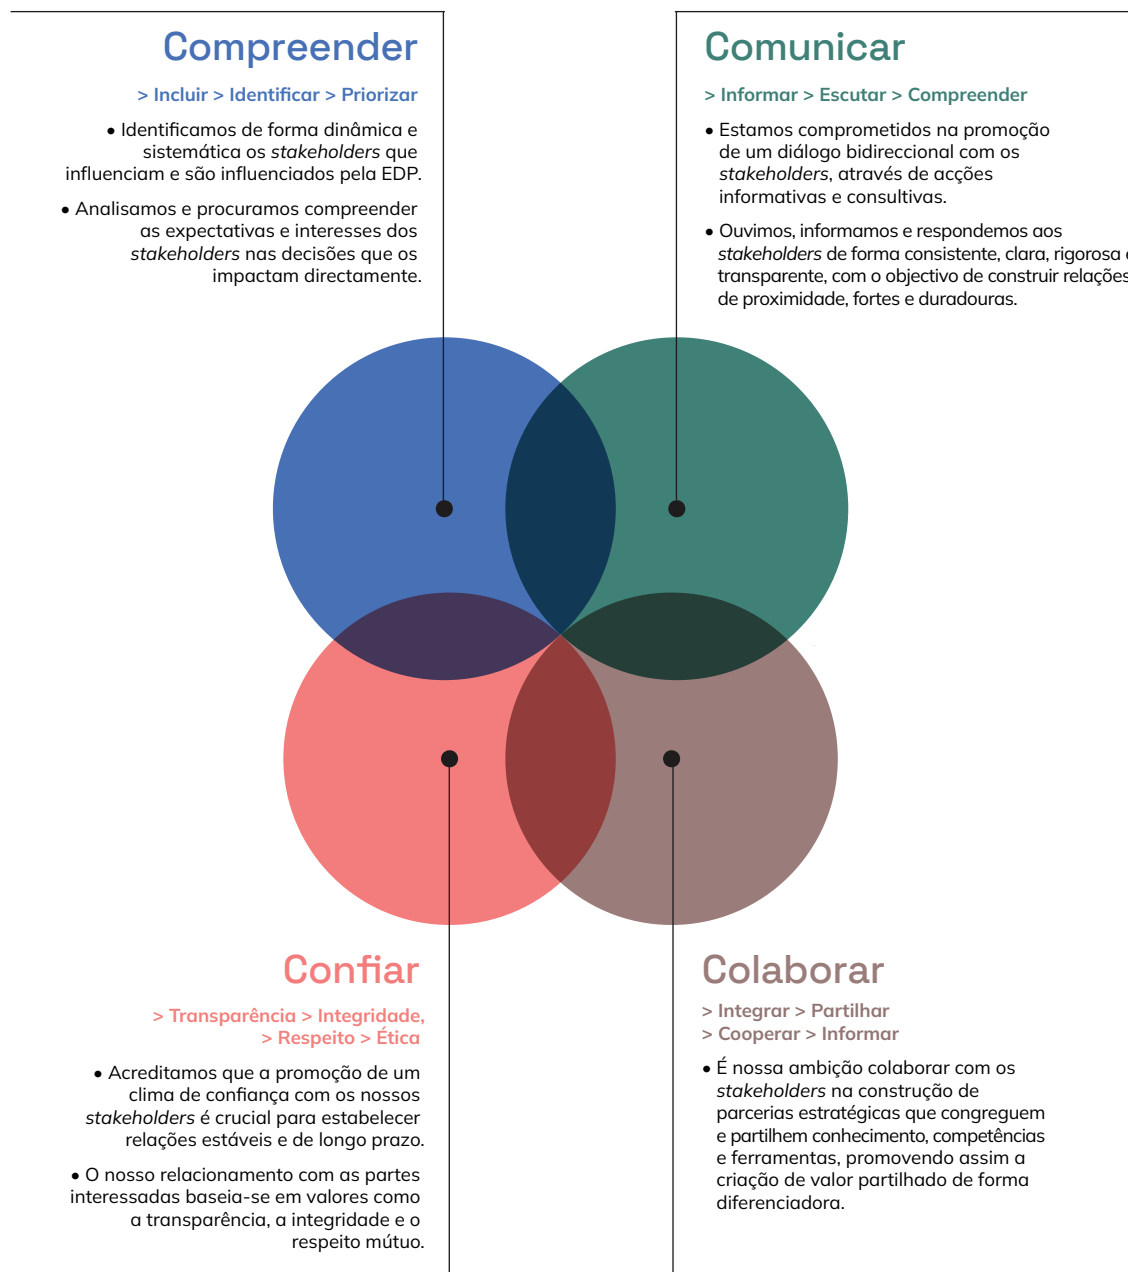 Compreender
> Incluir > Identificar > Priorizar
• Identificamos de forma dinâmica e
sistemática os stakeholders que
influenciam e são influenciados pela EDP.
• Analisamos e procuramos compreender
as expectativas e interesses dos
stakeholders nas decisões que os
impactam directamente.
Comunicar
> Informar > Escutar > Compreender
• Estamos comprometidos na promoção
de um diálogo bidireccional com os
stakeholders, através de acções
informativas e consultivas.
• Ouvimos, informamos e respondemos aos
stakeholders de forma consistente, clara, rigorosa e
transparente, com o objectivo de construir relações
de proximidade, fortes e duradouras.
Confiar
> Transparência > Integridade,
> Respeito > Ética
• Acreditamos que a promoção de um
clima de confiança com os nossos
stakeholders é crucial para estabelecer
relações estáveis e de longo prazo.
• O nosso relacionamento com as partes
interessadas baseia-se em valores como
a transparência, a integridade e o
respeito mútuo.
Colaborar
> Integrar > Partilhar
> Cooperar > Informar
• É nossa ambição colaborar com os
stakeholders na construção de
parcerias estratégicas que congreguem
e partilhem conhecimento, competências
e ferramentas, promovendo assim a
criação de valor partilhado de forma
diferenciadora.